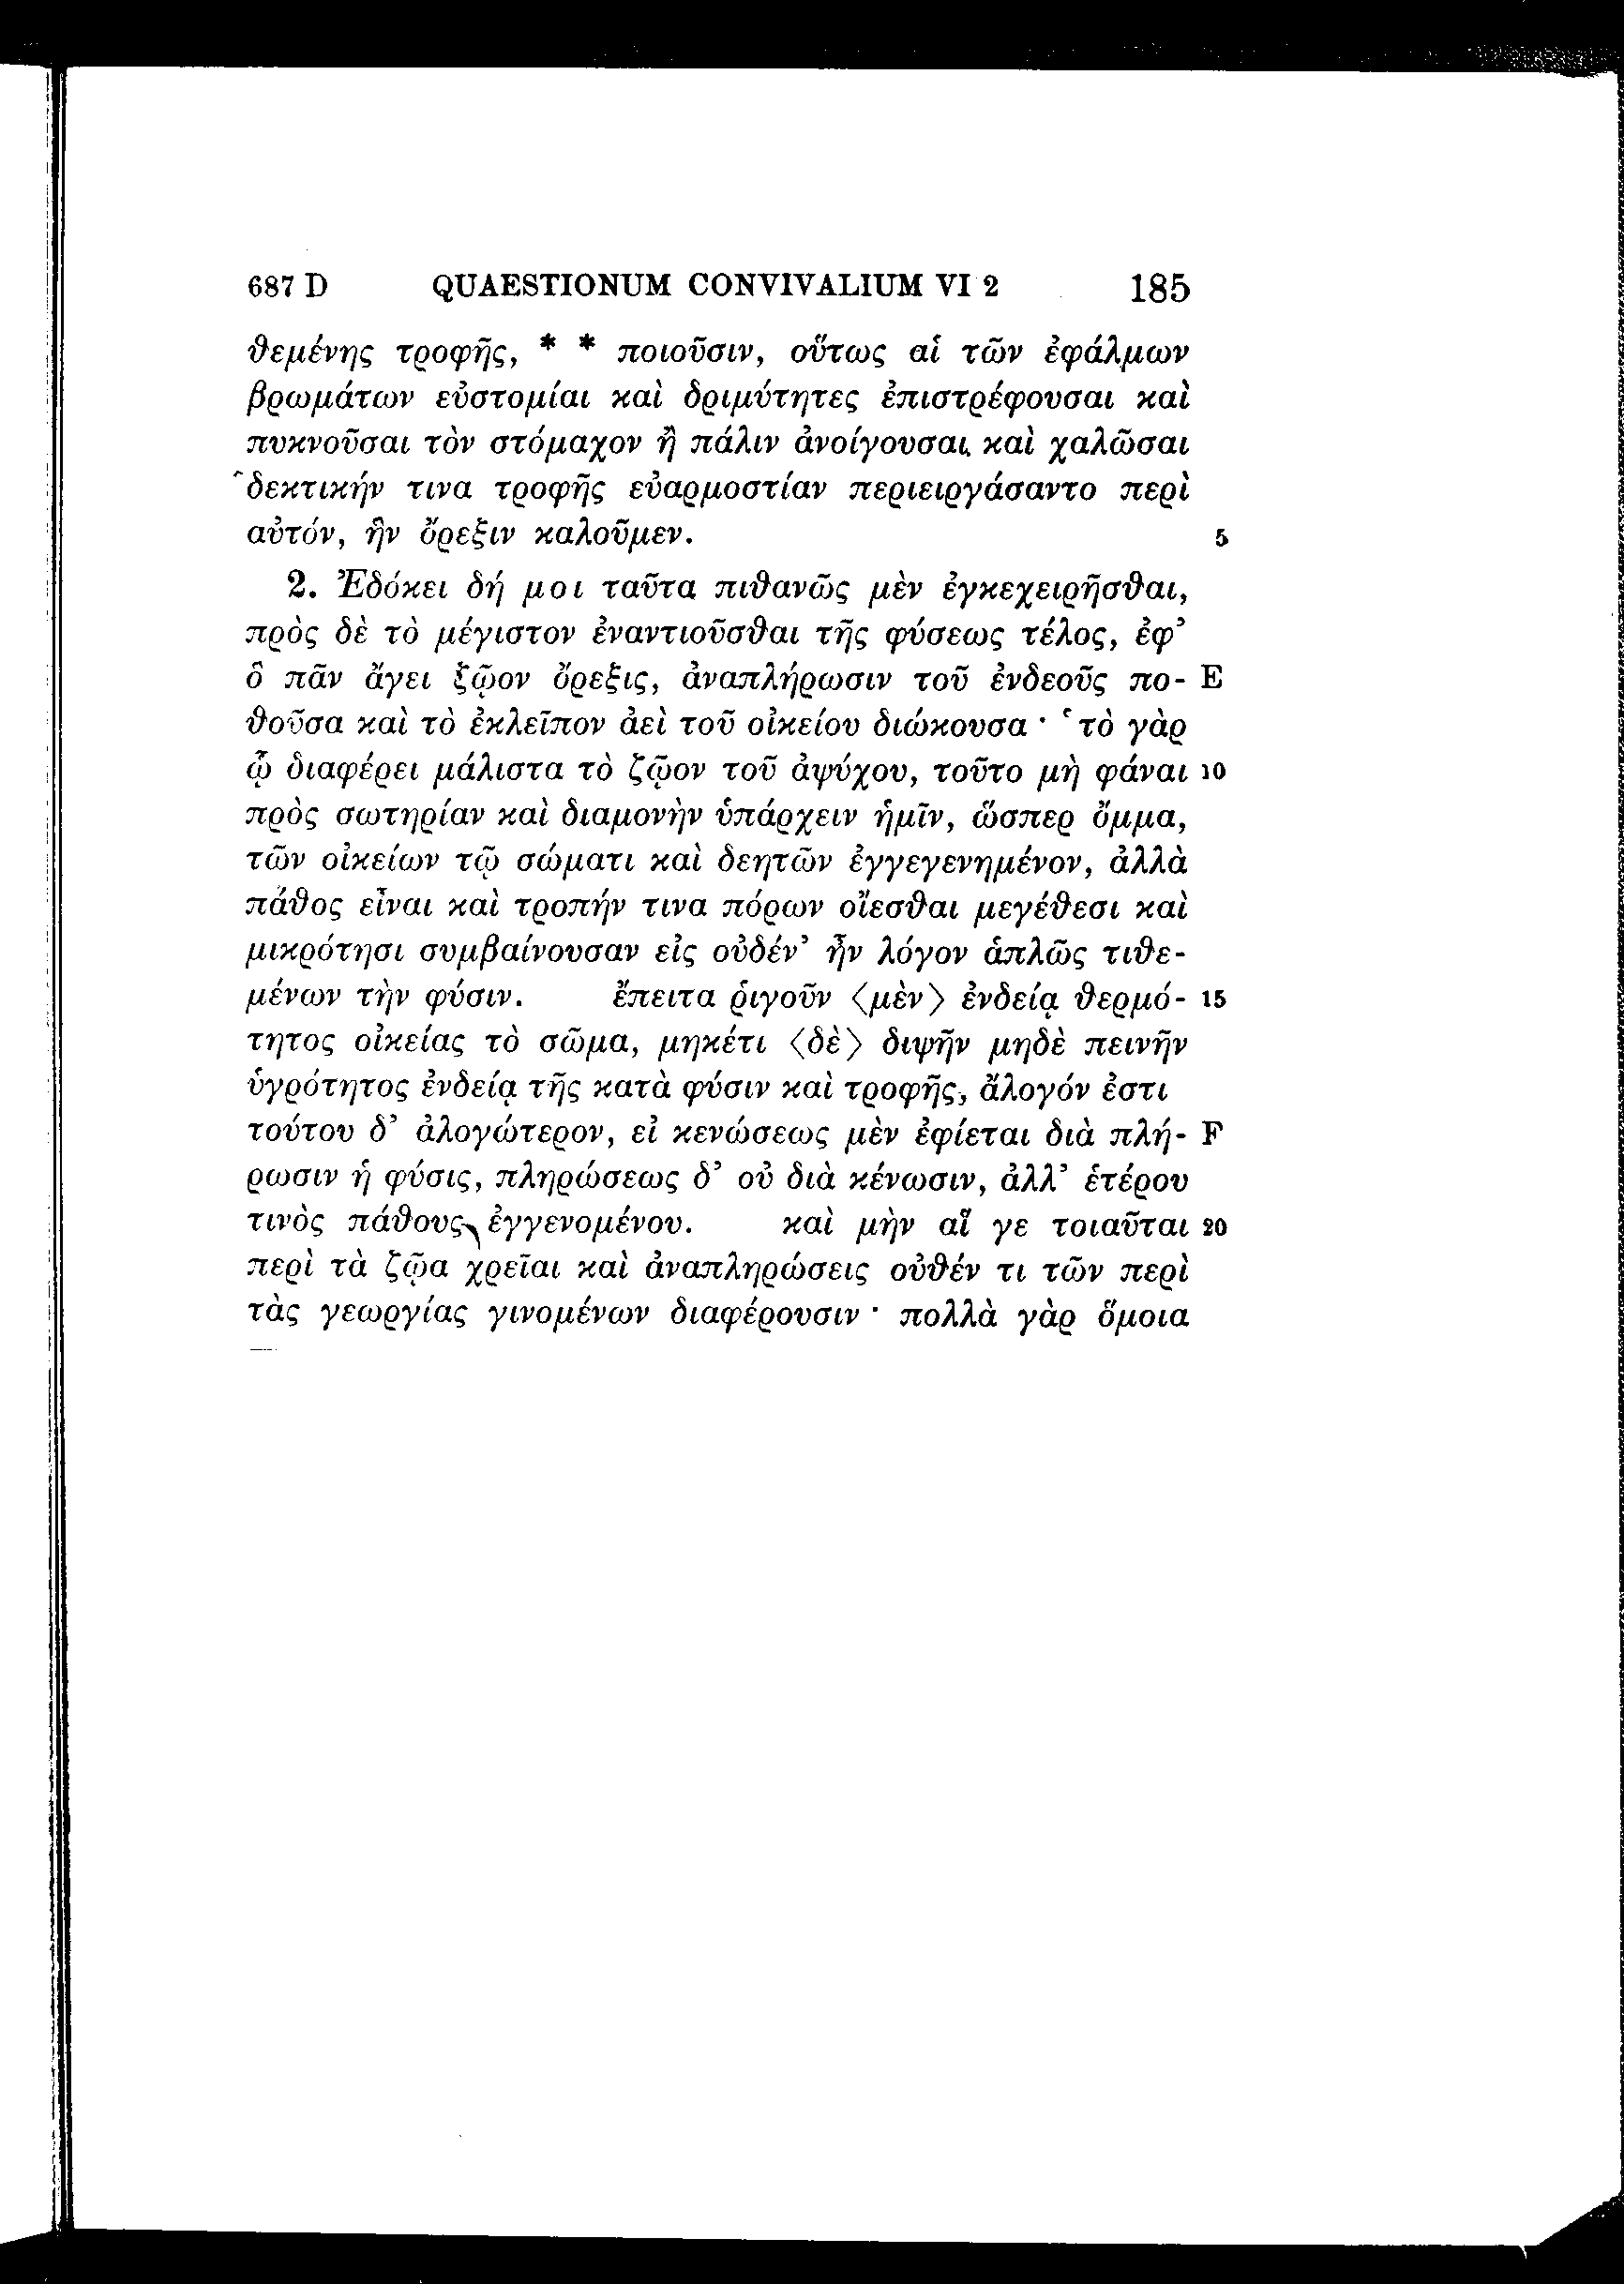 687 D QUAESTIONUM CONVIVALIUM VI 2 185
θεμένης τροφῆς, * * ποιοῦσιν, οὕτως αἱ τῶν ἐφάλμων
βρωμάτων εὐστομίαι καὶ δριμύτητες ἐπιστρέφουσαι καὶ
πυκνοῦσαι τὸν στόμαχον ἢ πάλιν ἀνοίγουσαι καὶ χαλῶσαι
δεκτικήν τινα τροφῆς εὐαρμοστίαν περιειργάσαντο περὶ
αὐτόν, ἣν ὄρεξιν καλοῦμεν. 5
2. Ἐδόκει δή μοι ταῦτα πιθανῶς μὲν ἐγκεχειρῆσθαι,
πρὸς δὲ τὸ μέγιστον ἐναντιοῦσθαι τῆς φύσεως τέλος, ἐφ’
ὃ πᾶν ἄγει ζῷον ὄρεξις, ἀναπλήρωσιν τοῦ ἐνδεοῦς πο- E
θοῦσα καὶ τὸ ἐκλεῖπον ἀεὶ τοῦ οἰκείου διώκουσα · ‘τὸ γὰρ
ᾧ διαφέρει μάλιστα τὸ ζῷον τοῦ ἀψύχου, τοῦτο μὴ φάναι 10
πρὸς σωτηρίαν καὶ διαμονὴν ὑπάρχειν ἡμῖν, ὥσπερ ὄμμα,
τῶν οἰκείων τῷ σώματι καὶ δεητῶν ἐγγεγενημένον, ἀλλὰ
πάθος εἶναι καὶ τροπήν τινα πόρων οἴεσθαι μεγέθεσι καὶ
μικρότησι συμβαίνουσαν εἰς οὐδέν’ ἦν λόγον ἁπλῶς τιθε-
μένων τὴν φύσιν. ἔπειτα ῥιγοῦν ⟨μὲν⟩ ἐνδείᾳ θερμό- 15
τητος οἰκείας τὸ σῶμα, μηκέτι ⟨δὲ⟩ διψῆν μηδὲ πεινῆν
ὑγρότητος ἐνδείᾳ τῆς κατὰ φύσιν καὶ τροφῆς, ἄλογόν ἐστι
τούτου δ’ ἀλογώτερον, εἰ κενώσεως μὲν ἐφίεται διὰ πλή- F
ρωσιν ἡ φύσις, πληρώσεως δ’ οὐ διὰ κένωσιν, ἀλλ’ ἑτέρου
τινὸς πάθους ἐγγενομένου. καὶ μὴν αἵ γε τοιαῦται 20
περὶ τὰ ζῷα χρεῖαι καὶ ἀναπληρώσεις οὐθέν τι τῶν περὶ
τὰς γεωργίας γινομένων διαφέρουσιν · πολλὰ γὰρ ὅμοια